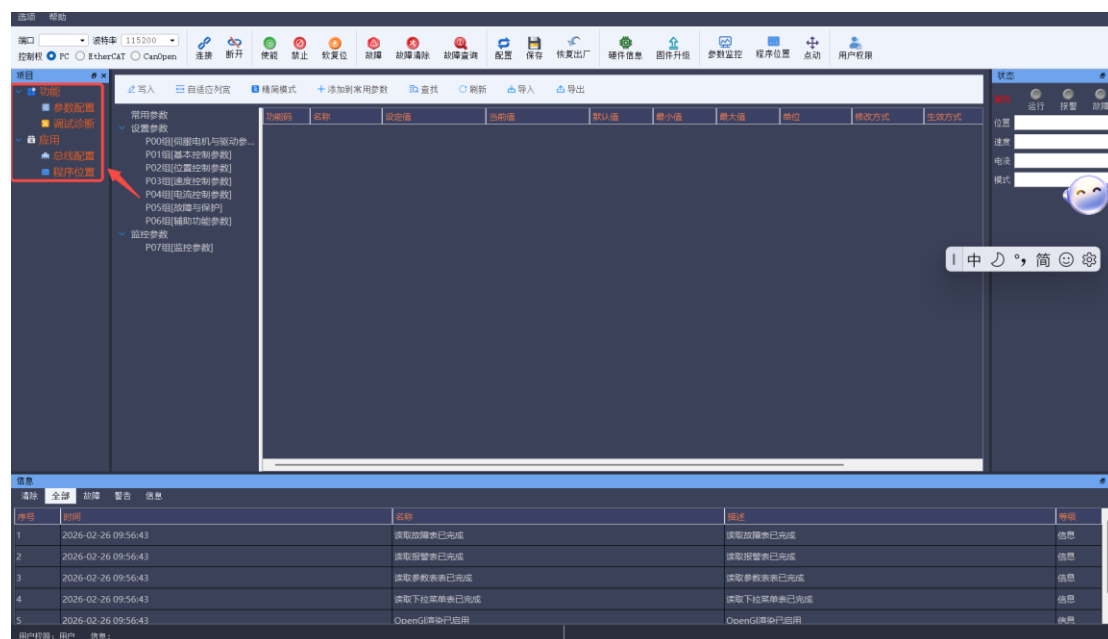 选项 帮助
端口 波特率 115200
控制权 PC EtherCAT CanOpen
连接 断开 使能 禁止 软复位 故障 故障清除 故障查询 配置 保存 恢复出厂 硬件信息 固件升级 参数监控 程序位置 点动 用户权限
项目
功能
参数配置
调试诊断
应用
总线配置
程序位置
写入 自适应列宽 精简模式 添加到常用参数 查找 刷新 导入 导出
常用参数
设置参数
P00组[伺服电机与驱动参...
P01组[基本控制参数]
P02组[位置控制参数]
P03组[速度控制参数]
P04组[电流控制参数]
P05组[故障与保护]
P06组[辅助功能参数]
监控参数
P07组[监控参数]
功能码 名称 设定值 当前值 默认值 最小值 最大值 单位 修改方式 生效方式
状态
运行 报警 故障
位置
速度
电流
模式
中 简
信息
清除 全部 故障 警告 信息
序号 时间 名称 描述 等级
1 2026-02-26 09:56:43 读取故障表已完成 读取故障表已完成 信息
2 2026-02-26 09:56:43 读取报警表已完成 读取报警表已完成 信息
3 2026-02-26 09:56:43 读取参数表表已完成 读取参数表表已完成 信息
4 2026-02-26 09:56:43 读取下拉菜单表已完成 读取下拉菜单表已完成 信息
5 2026-02-26 09:56:43 OpenGl渲染已启用 OpenGl渲染已启用 信息
用户权限：用户 信息：